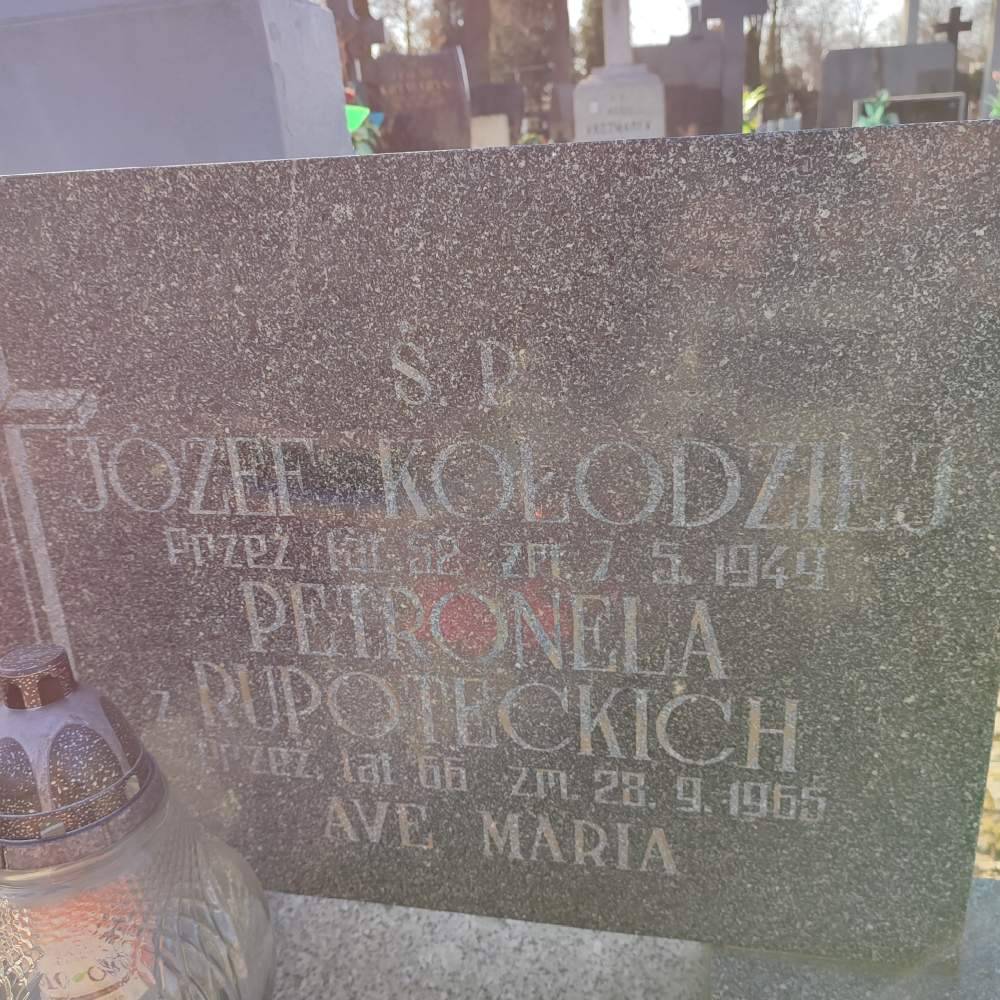 Ś. P.
JÓZEF KOŁODZIEJ
Przeż. lat. 52 zm. 7. 5. 1949
PETRONELA
z RUPOTECKICH
Przeż. lat 66 zm. 28. 9. 1965
AVE MARIA